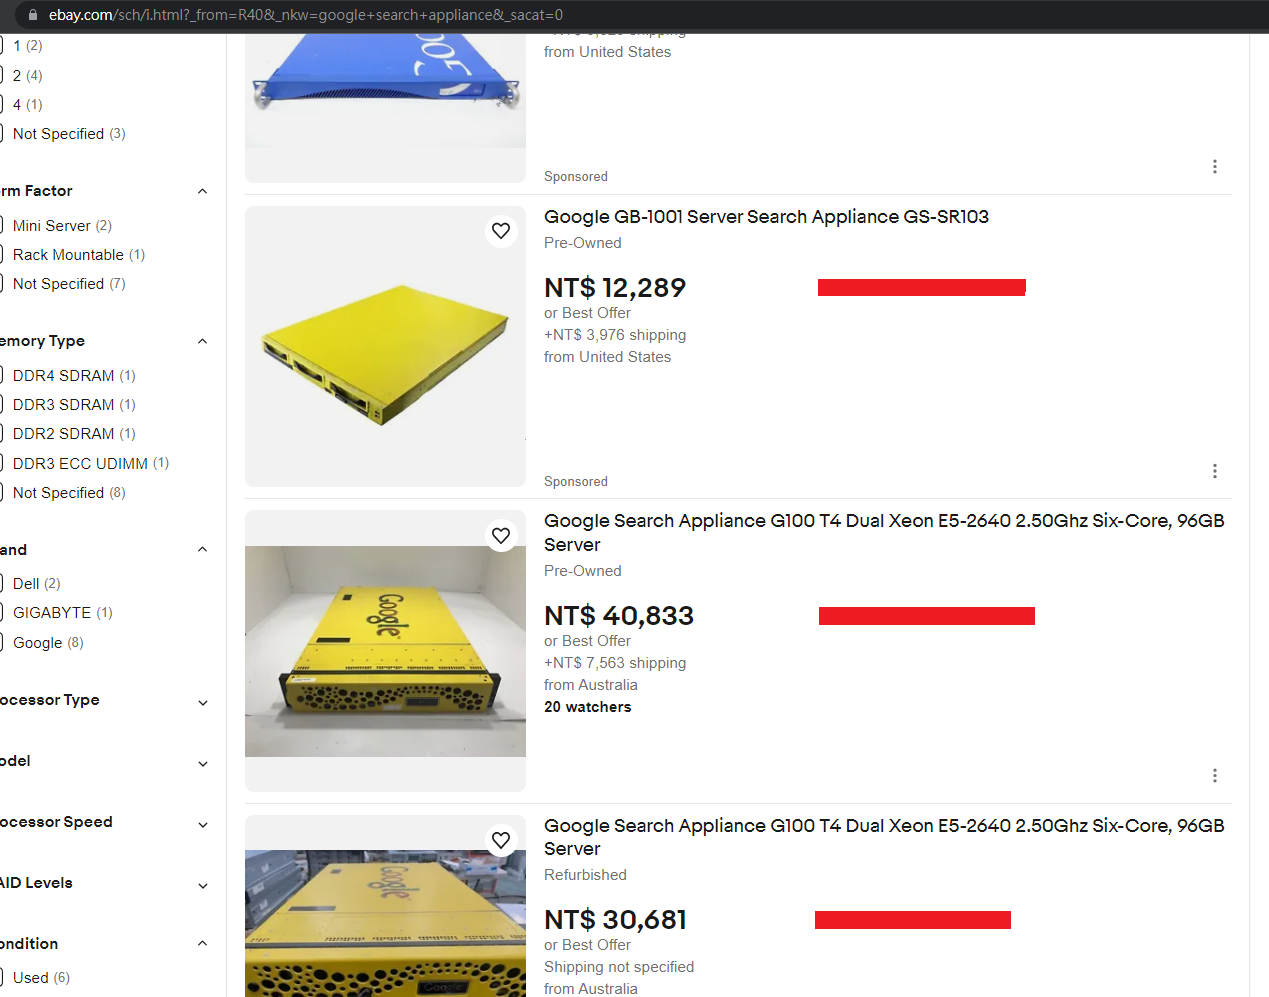 ebay.com/sch/i.html?_from=R40&_nkw=google+search+appliance&_sacat=0
1 (2)
2 (4)
4 (1)
Not Specified (3)
rm Factor
Mini Server (2)
Rack Mountable (1)
Not Specified (7)
emory Type
DDR4 SDRAM (1)
DDR3 SDRAM (1)
DDR2 SDRAM (1)
DDR3 ECC UDIMM (1)
Not Specified (8)
and
Dell (2)
GIGABYTE (1)
Google (8)
ocessor Type
odel
ocessor Speed
AID Levels
ondition
Used (6)
shipping
from United States
Sponsored
Google GB-1001 Server Search Appliance GS-SR103
Pre-Owned
NT$ 12,289
or Best Offer
+NT$ 3,976 shipping
from United States
Sponsored
Google
Google Search Appliance G100 T4 Dual Xeon E5-2640 2.50Ghz Six-Core, 96GB
Server
Pre-Owned
NT$ 40,833
or Best Offer
+NT$ 7,563 shipping
from Australia
20 watchers
Google
Google
Google Search Appliance G100 T4 Dual Xeon E5-2640 2.50Ghz Six-Core, 96GB
Server
Refurbished
NT$ 30,681
or Best Offer
Shipping not specified
from Australia